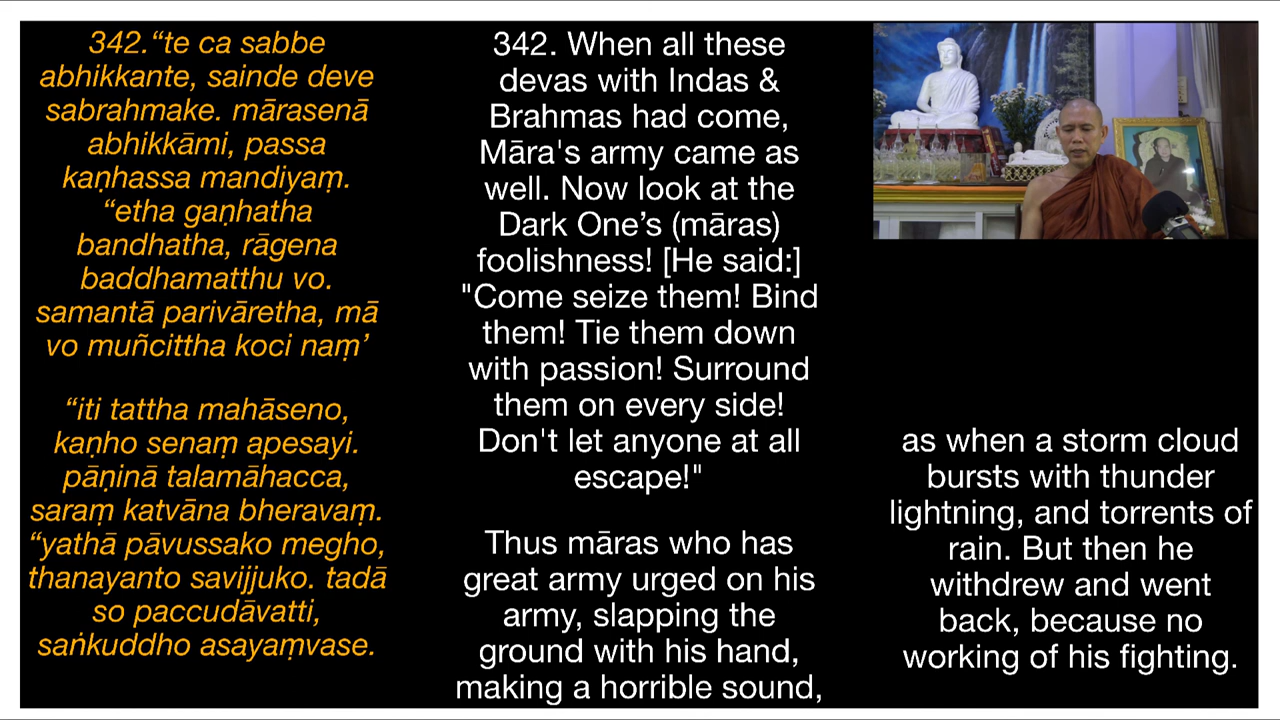 342.“te ca sabbe
abhikkante, sainde deve
sabrahmake. mārasenā
abhikkāmi, passa
kaṇhassa mandiyaṃ.
“etha gaṇhatha
bandhatha, rāgena
baddhamatthu vo.
samantā parivāretha, mā
vo muñcittha koci naṃ’
“iti tattha mahāseno,
kaṇho senaṃ apesayi.
pāṇinā talamāhacca,
saraṃ katvāna bheravaṃ.
“yathā pāvussako megho,
thanayanto savijjuko. tadā
so paccudāvatti,
saṅkuddho asayaṃvase.
342. When all these
devas with Indas &
Brahmas had come,
Māra's army came as
well. Now look at the
Dark One’s (māras)
foolishness! [He said:]
"Come seize them! Bind
them! Tie them down
with passion! Surround
them on every side!
Don't let anyone at all
escape!"
Thus māras who has
great army urged on his
army, slapping the
ground with his hand,
making a horrible sound,
as when a storm cloud
bursts with thunder
lightning, and torrents of
rain. But then he
withdrew and went
back, because no
working of his fighting.